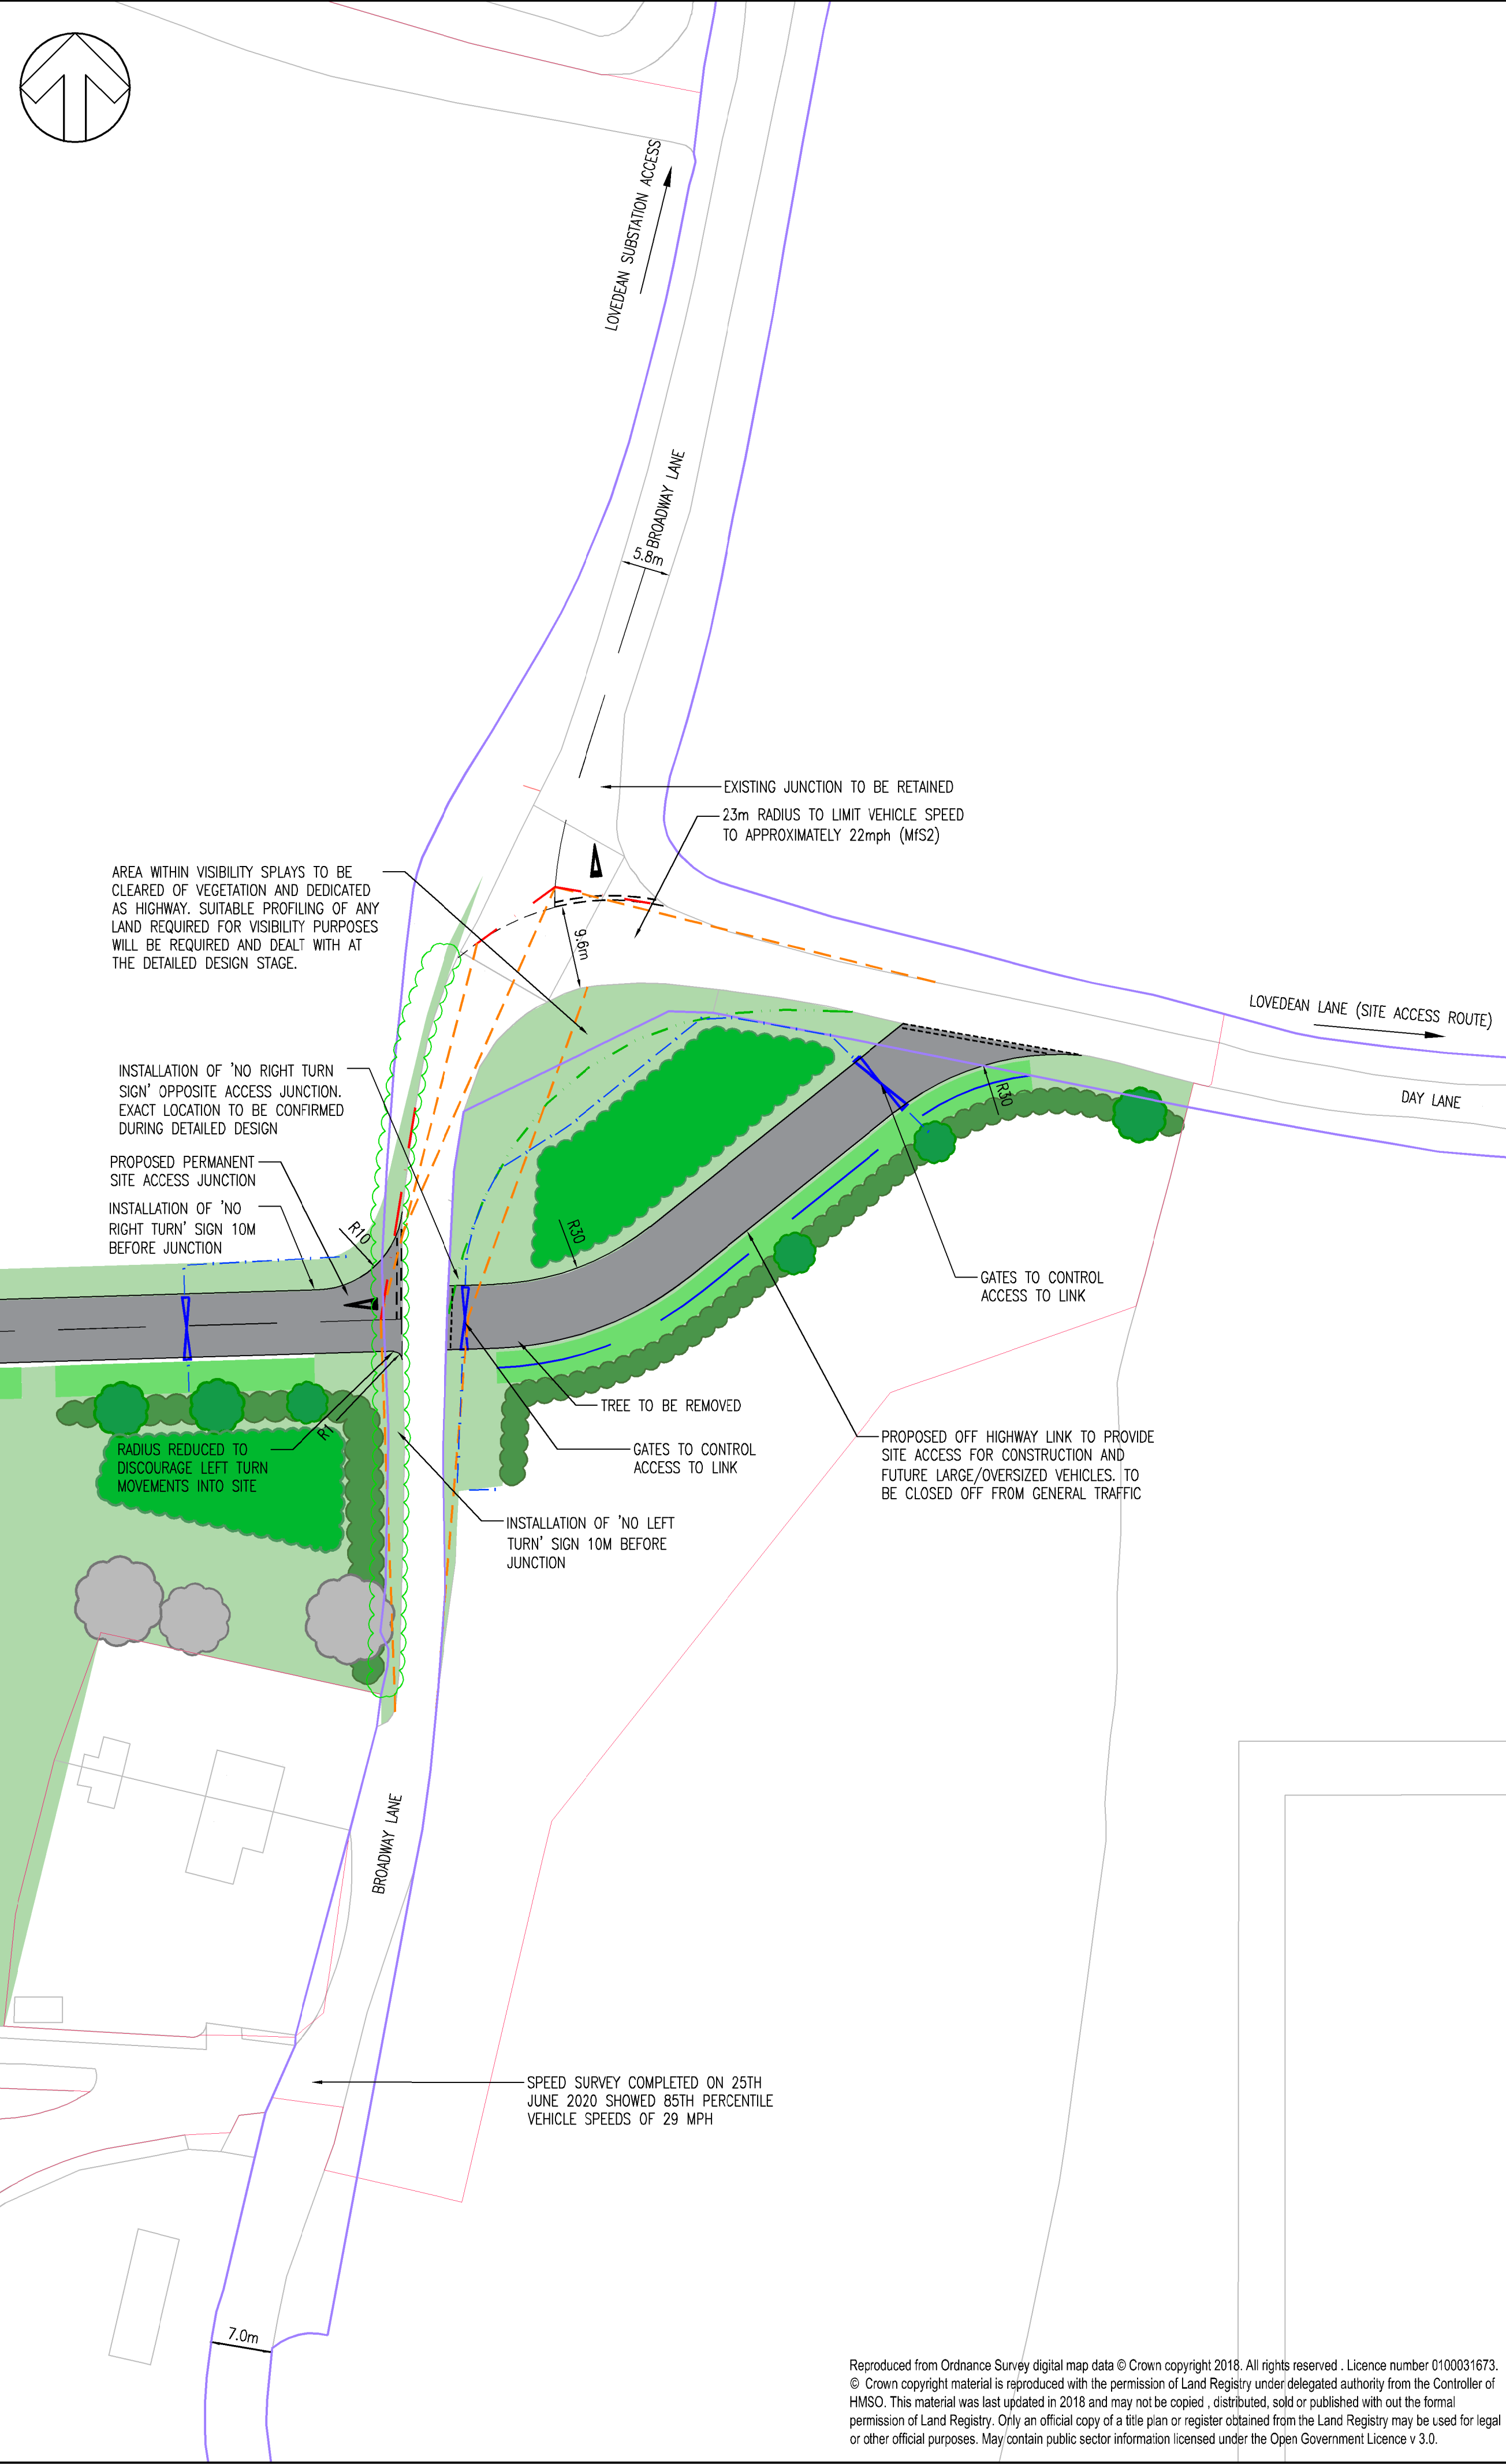 LOVEDEAN SUBSTATION ACCESS
BROADWAY LANE
5.8m
EXISTING JUNCTION TO BE RETAINED
23m RADIUS TO LIMIT VEHICLE SPEED
TO APPROXIMATELY 22mph (MfS2)
AREA WITHIN VISIBILITY SPLAYS TO BE
CLEARED OF VEGETATION AND DEDICATED
AS HIGHWAY. SUITABLE PROFILING OF ANY
LAND REQUIRED FOR VISIBILITY PURPOSES
WILL BE REQUIRED AND DEALT WITH AT
THE DETAILED DESIGN STAGE.
9.6m
LOVEDEAN LANE (SITE ACCESS ROUTE)
DAY LANE
R30
INSTALLATION OF 'NO RIGHT TURN
SIGN' OPPOSITE ACCESS JUNCTION.
EXACT LOCATION TO BE CONFIRMED
DURING DETAILED DESIGN
PROPOSED PERMANENT
SITE ACCESS JUNCTION
INSTALLATION OF 'NO
RIGHT TURN' SIGN 10M
BEFORE JUNCTION
R10
R30
GATES TO CONTROL
ACCESS TO LINK
TREE TO BE REMOVED
R1
RADIUS REDUCED TO
DISCOURAGE LEFT TURN
MOVEMENTS INTO SITE
GATES TO CONTROL
ACCESS TO LINK
PROPOSED OFF HIGHWAY LINK TO PROVIDE
SITE ACCESS FOR CONSTRUCTION AND
FUTURE LARGE/OVERSIZED VEHICLES. TO
BE CLOSED OFF FROM GENERAL TRAFFIC
INSTALLATION OF 'NO LEFT
TURN' SIGN 10M BEFORE
JUNCTION
BROADWAY LANE
SPEED SURVEY COMPLETED ON 25TH
JUNE 2020 SHOWED 85TH PERCENTILE
VEHICLE SPEEDS OF 29 MPH
7.0m
Reproduced from Ordnance Survey digital map data © Crown copyright 2018. All rights reserved . Licence number 0100031673.
© Crown copyright material is reproduced with the permission of Land Registry under delegated authority from the Controller of
HMSO. This material was last updated in 2018 and may not be copied , distributed, sold or published with out the formal
permission of Land Registry. Only an official copy of a title plan or register obtained from the Land Registry may be used for legal
or other official purposes. May contain public sector information licensed under the Open Government Licence v 3.0.